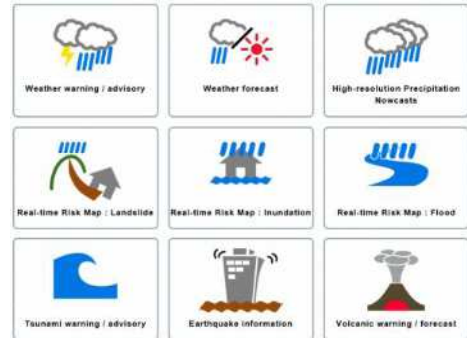 Weather warning / advisory
Weather forecast
High-resolution Precipitation
Nowcasts
Real-time Risk Map : Landslide
Real-time Risk Map : Inundation
Real-time Risk Map : Flood
Tsunami warning / advisory
Earthquake information
Volcanic warning / forecast